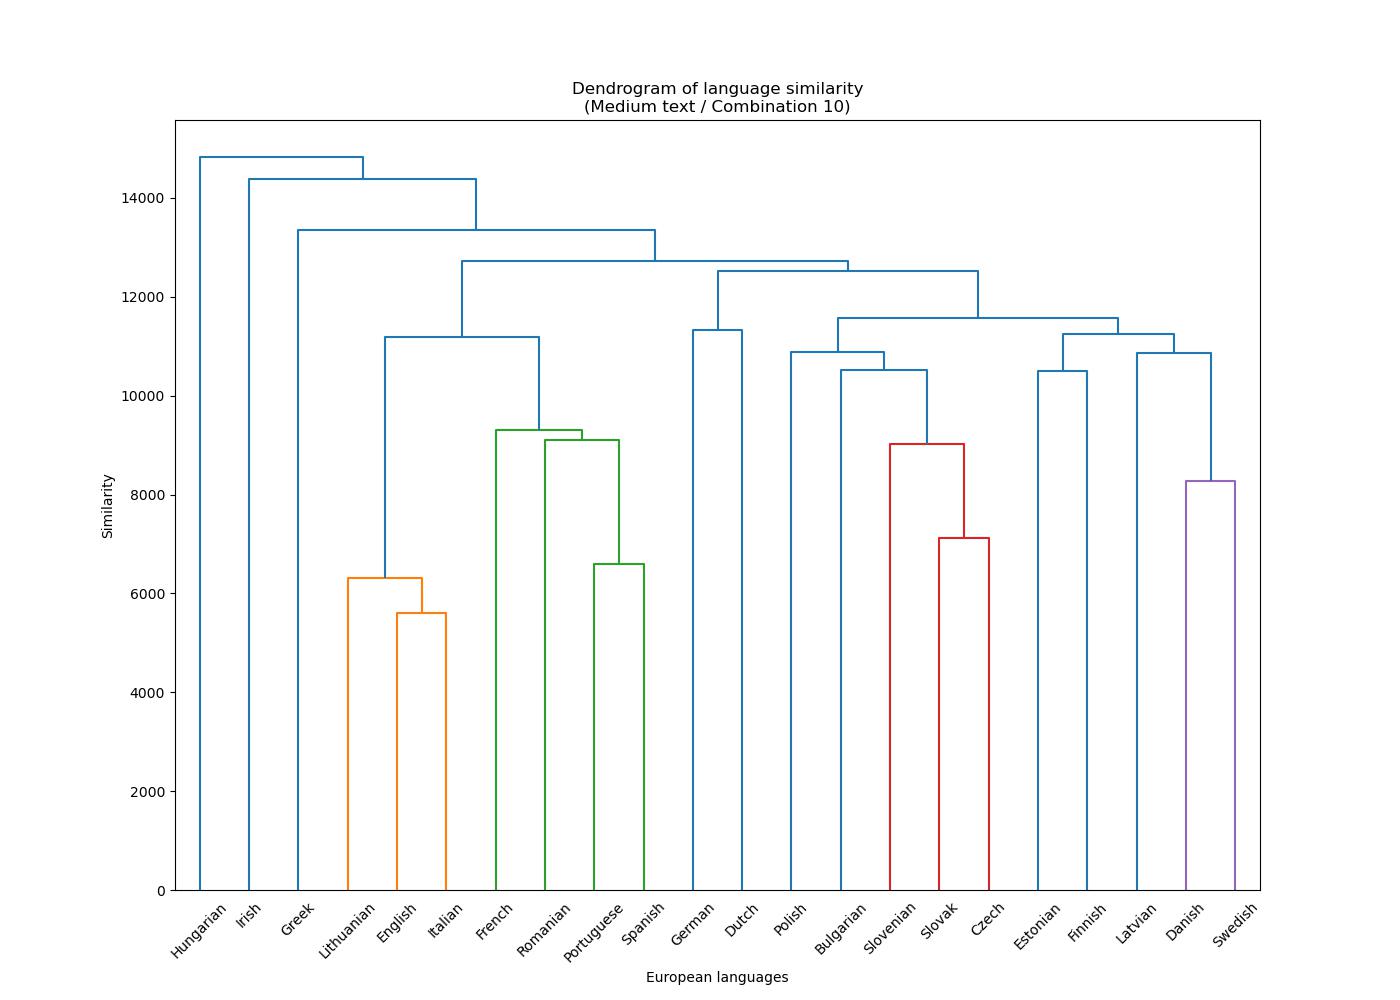 Dendrogram of language similarity
(Medium text / Combination 10)
14000
12000
10000
8000
6000
4000
2000
0
Similarity
Hungarian
Irish
Greek
Lithuanian
English
Italian
French
Romanian
Portuguese
Spanish
German
Dutch
Polish
Bulgarian
Slovenian
Slovak
Czech
Estonian
Finnish
Latvian
Danish
Swedish
European languages